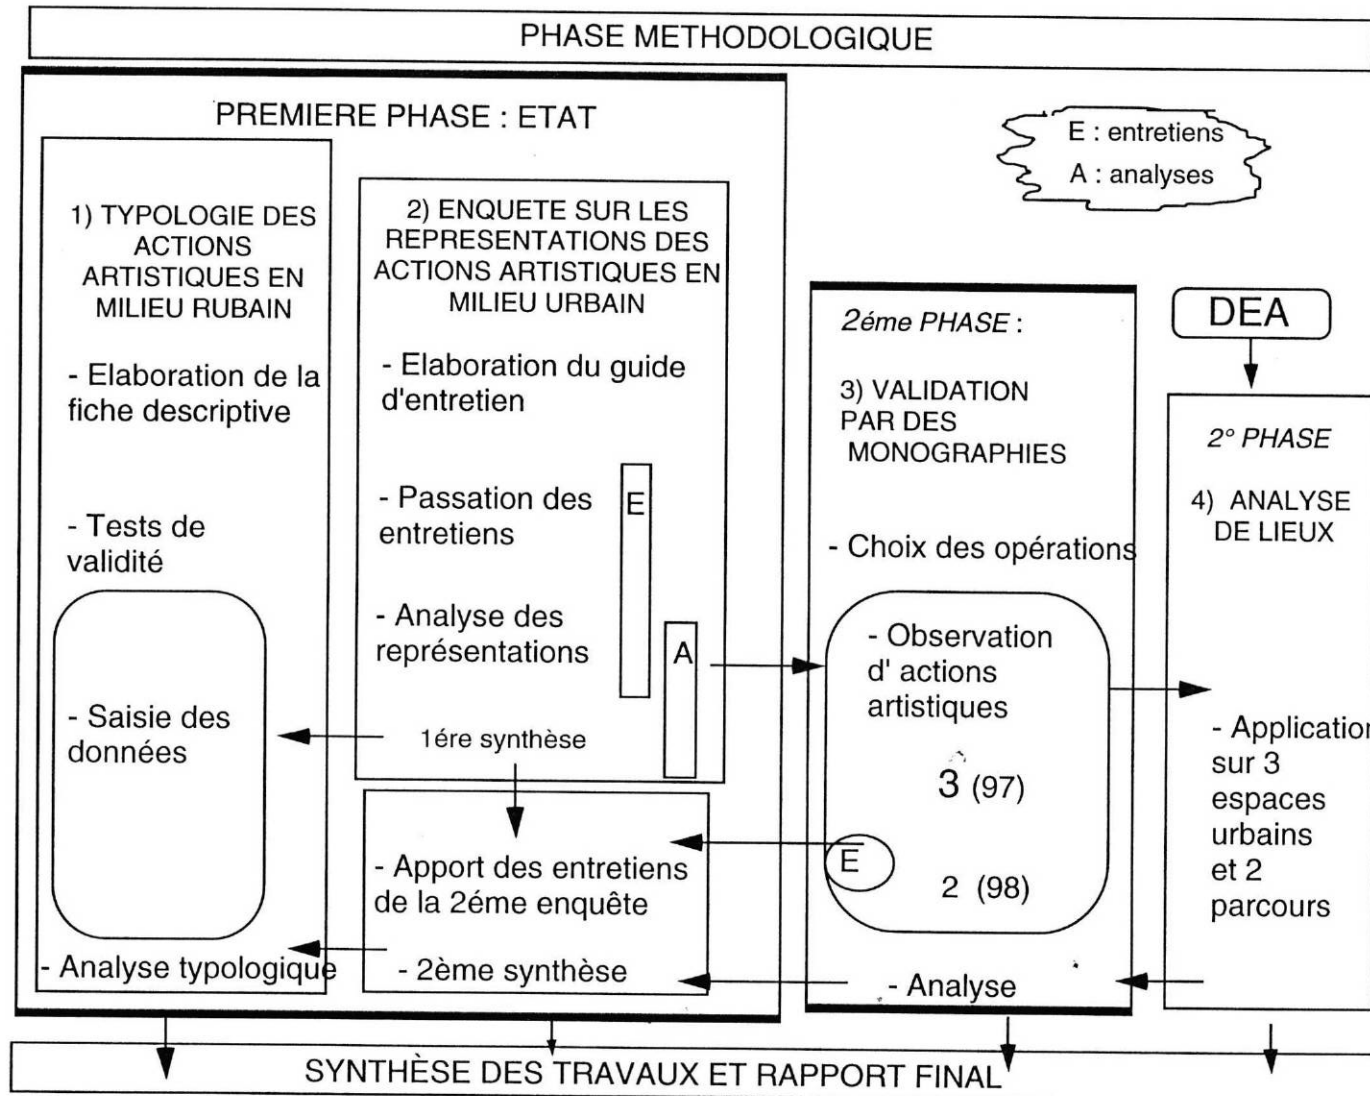 PHASE METHODOLOGIQUE
PREMIERE PHASE : ETAT
E : entretiens
A : analyses
1) TYPOLOGIE DES
ACTIONS
ARTISTIQUES EN
MILIEU RUBAIN
- Elaboration de la
fiche descriptive
- Tests de
validité
- Saisie des
données
- Analyse typologique
2) ENQUETE SUR LES
REPRESENTATIONS DES
ACTIONS ARTISTIQUES EN
MILIEU URBAIN
- Elaboration du guide
d'entretien
- Passation des
entretiens
E
- Analyse des
représentations
A
1ére synthèse
- Apport des entretiens
de la 2éme enquête
- 2ème synthèse
2éme PHASE :
3) VALIDATION
PAR DES
MONOGRAPHIES
- Choix des opérations
- Observation
d' actions
artistiques
3 (97)
E
2 (98)
- Analyse
DEA
2° PHASE
4) ANALYSE
DE LIEUX
- Application
sur 3
espaces
urbains
et 2
parcours
SYNTHÈSE DES TRAVAUX ET RAPPORT FINAL